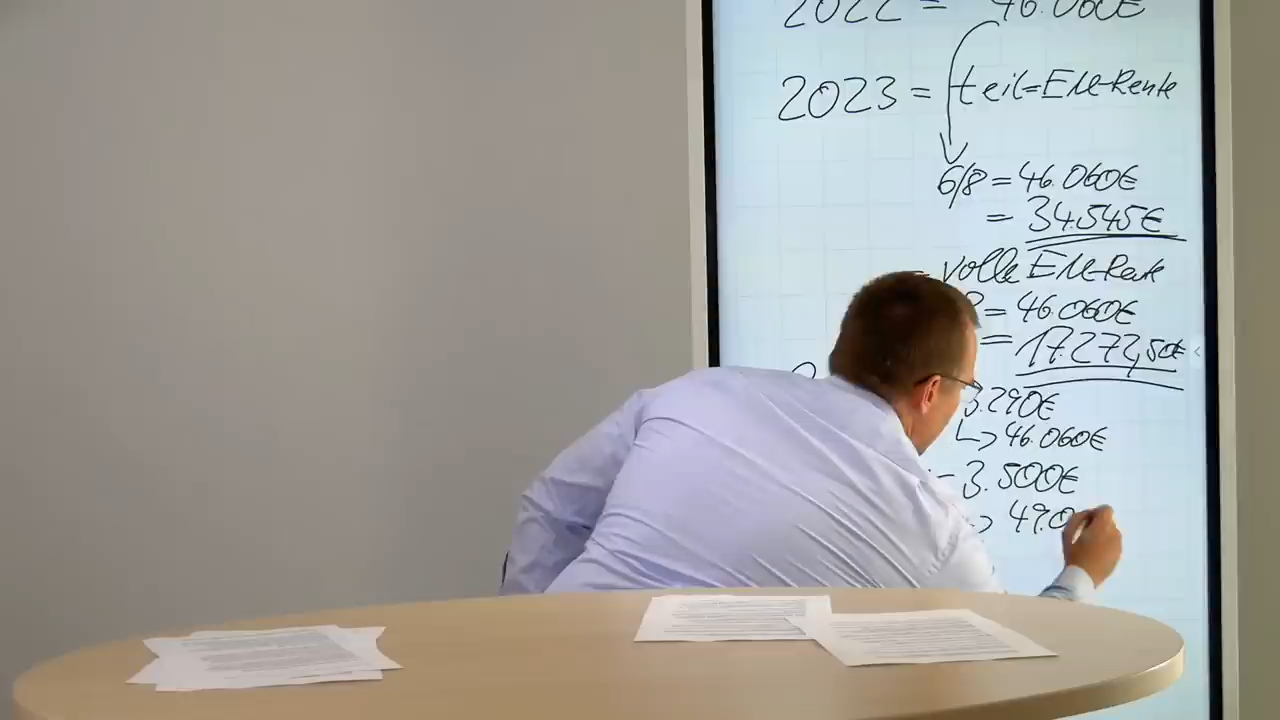 2022 = 46.060€
2023 = teil=EM-Rente
6/8 = 46.060€
= 34.545€
= volle EM-Rente
= 46.060€
= 17.272,50€
3.290€
↳ 46.060€
- 3.500€
49.0